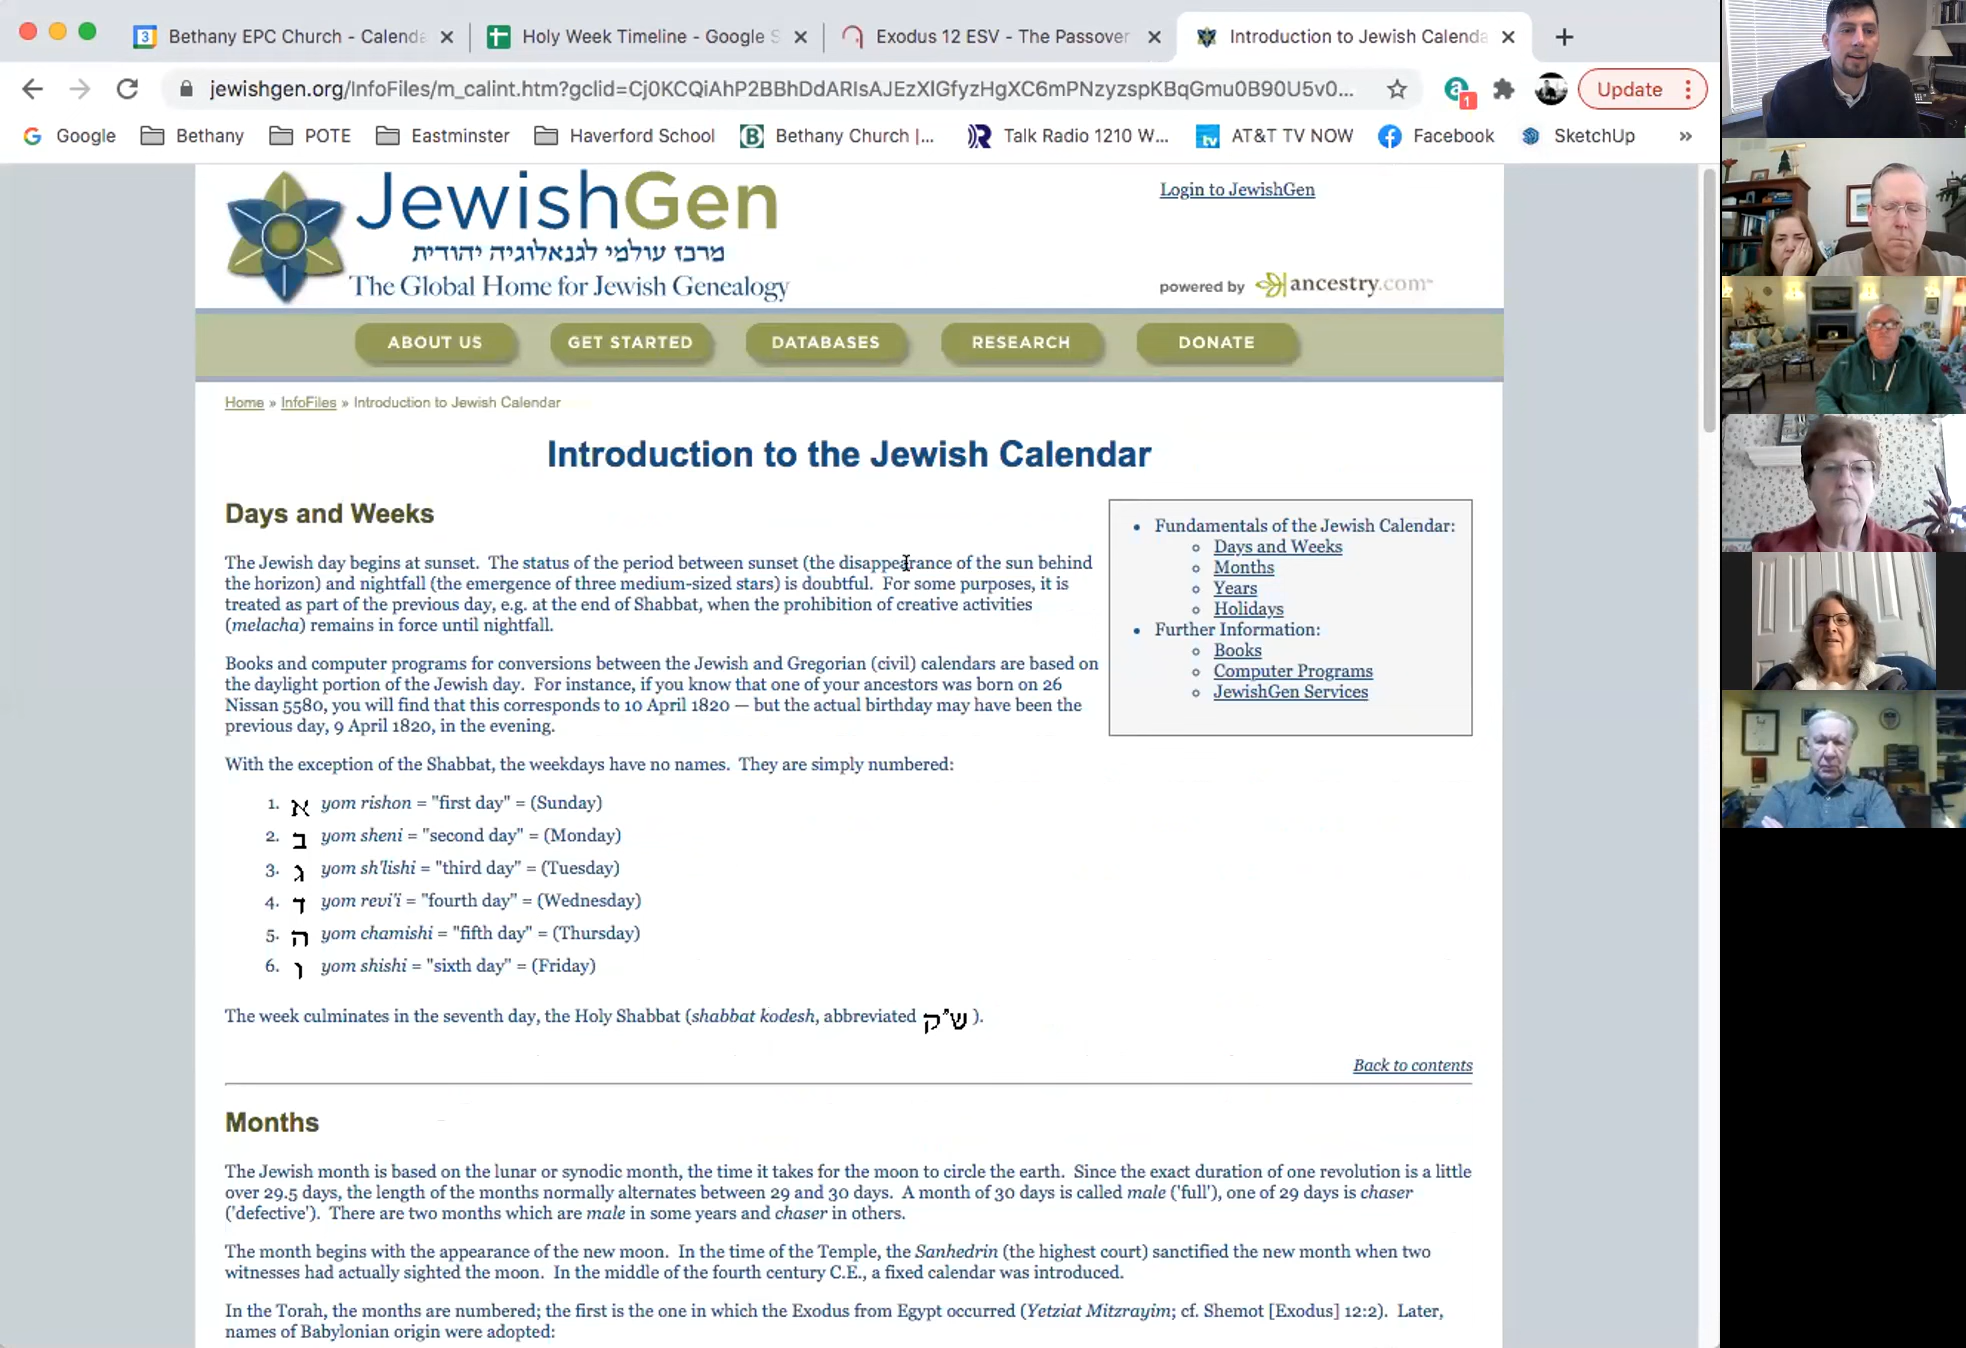 3 Bethany EPC Church - Calenda
Holy Week Timeline - Google S
Exodus 12 ESV - The Passover
Introduction to Jewish Calenda
jewishgen.org/InfoFiles/m_calint.htm?gclid=Cj0KCQiAhP2BBhDdARIsAJEzXlGfyzHgXC6mPNzyzspKBqGmu0B90U5v0...
1
Update
Google
Bethany
POTE
Eastminster
Haverford School
B Bethany Church |...
Talk Radio 1210 W...
tv AT&T TV NOW
Facebook
SketchUp
»
JewishGen
מרכז עולמי לגנאלוגיה יהודית
The Global Home for Jewish Genealogy
Login to JewishGen
powered by ancestry.com
ABOUT US
GET STARTED
DATABASES
RESEARCH
DONATE
Home » InfoFiles » Introduction to Jewish Calendar
Introduction to the Jewish Calendar
Days and Weeks
The Jewish day begins at sunset. The status of the period between sunset (the disappearance of the sun behind
the horizon) and nightfall (the emergence of three medium-sized stars) is doubtful. For some purposes, it is
treated as part of the previous day, e.g. at the end of Shabbat, when the prohibition of creative activities
(melacha) remains in force until nightfall.
Books and computer programs for conversions between the Jewish and Gregorian (civil) calendars are based on
the daylight portion of the Jewish day. For instance, if you know that one of your ancestors was born on 26
Nissan 5580, you will find that this corresponds to 10 April 1820 — but the actual birthday may have been the
previous day, 9 April 1820, in the evening.
With the exception of the Shabbat, the weekdays have no names. They are simply numbered:
1. א yom rishon = "first day" = (Sunday)
2. ב yom sheni = "second day" = (Monday)
3. ג yom sh'lishi = "third day" = (Tuesday)
4. ד yom revi'i = "fourth day" = (Wednesday)
5. ה yom chamishi = "fifth day" = (Thursday)
6. ו yom shishi = "sixth day" = (Friday)
The week culminates in the seventh day, the Holy Shabbat (shabbat kodesh, abbreviated ש"ק ).
• Fundamentals of the Jewish Calendar:
Days and Weeks
Months
Years
Holidays
• Further Information:
Books
Computer Programs
JewishGen Services
Back to contents
Months
The Jewish month is based on the lunar or synodic month, the time it takes for the moon to circle the earth. Since the exact duration of one revolution is a little
over 29.5 days, the length of the months normally alternates between 29 and 30 days. A month of 30 days is called male ('full'), one of 29 days is chaser
('defective'). There are two months which are male in some years and chaser in others.
The month begins with the appearance of the new moon. In the time of the Temple, the Sanhedrin (the highest court) sanctified the new month when two
witnesses had actually sighted the moon. In the middle of the fourth century C.E., a fixed calendar was introduced.
In the Torah, the months are numbered; the first is the one in which the Exodus from Egypt occurred (Yetziat Mitzrayim; cf. Shemot [Exodus] 12:2). Later,
names of Babylonian origin were adopted: